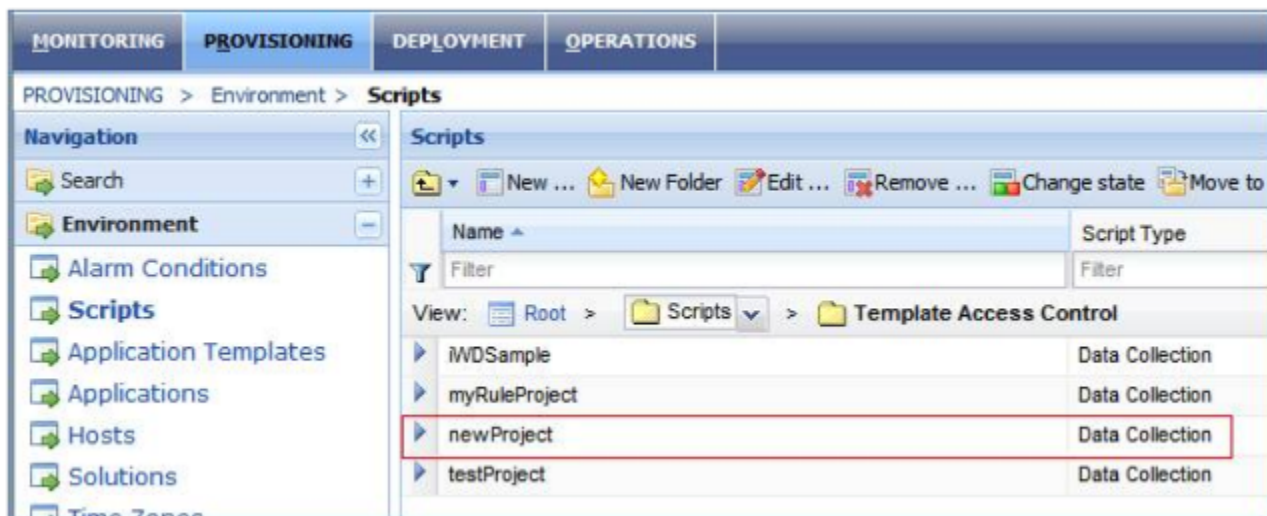 MONITORING PROVISIONING DEPLOYMENT OPERATIONS
PROVISIONING > Environment > Scripts
Navigation
Search
Environment
Alarm Conditions
Scripts
Application Templates
Applications
Hosts
Solutions
Time Zones
Scripts
New ... New Folder Edit ... Remove ... Change state Move to
Name Script Type
Filter Filter
View: Root > Scripts > Template Access Control
iWDSample Data Collection
myRuleProject Data Collection
newProject Data Collection
testProject Data Collection